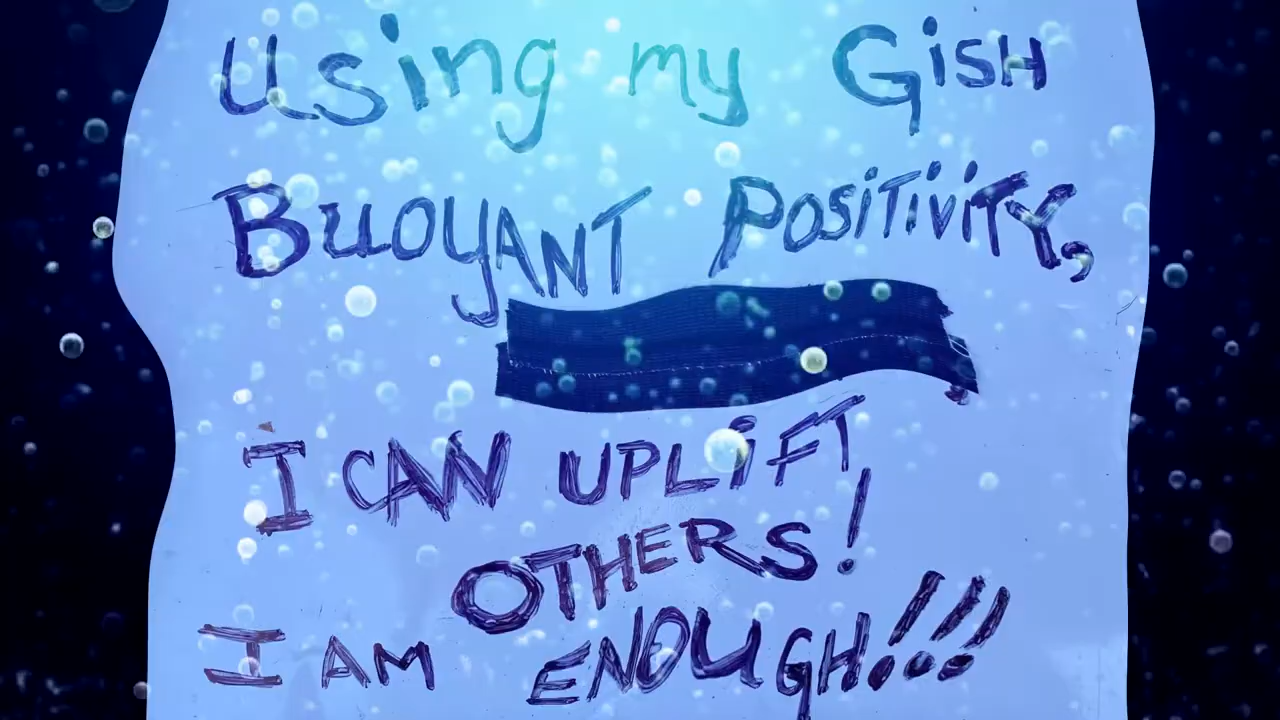 Using my GisH
BuoyANT POSiTiViTY,
I CAN UPLiFT
OTHERS!
I AM ENOUGH!!!